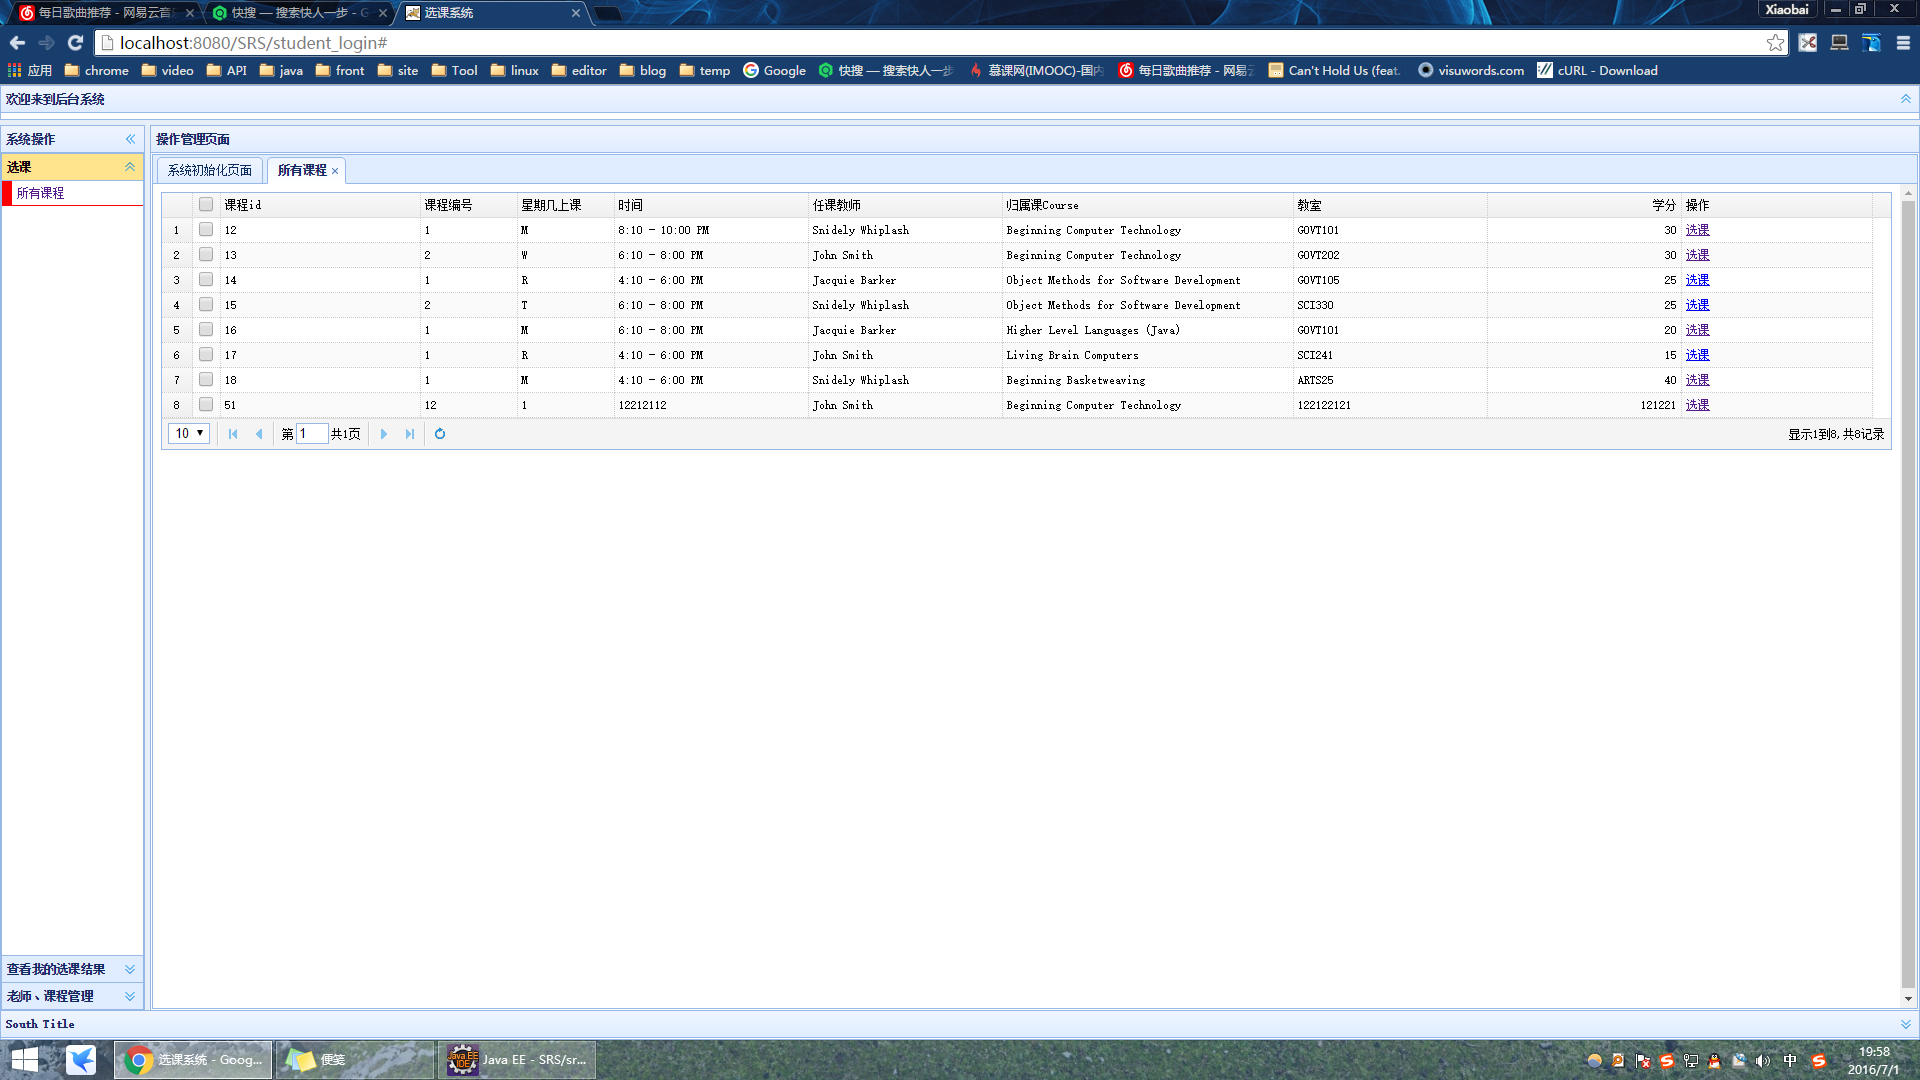 每日歌曲推荐 - 网易云音 快搜 — 搜索快人一步 - G 选课系统 Xiaobai
localhost:8080/SRS/student_login#
应用 chrome video API java front site Tool linux editor blog temp Google 快搜 — 搜索快人一步 慕课网(IMOOC)-国内 每日歌曲推荐 - 网易云 Can't Hold Us (feat. visuwords.com cURL - Download
欢迎来到后台系统
系统操作 操作管理页面
选课 系统初始化页面 所有课程
所有课程
课程id 课程编号 星期几上课 时间 任课教师 归属课Course 教室 学分 操作
1 12 1 M 8:10 - 10:00 PM Snidely Whiplash Beginning Computer Technology GOVT101 30 选课
2 13 2 W 6:10 - 8:00 PM John Smith Beginning Computer Technology GOVT202 30 选课
3 14 1 R 4:10 - 6:00 PM Jacquie Barker Object Methods for Software Development GOVT105 25 选课
4 15 2 T 6:10 - 8:00 PM Snidely Whiplash Object Methods for Software Development SCI330 25 选课
5 16 1 M 6:10 - 8:00 PM Jacquie Barker Higher Level Languages (Java) GOVT101 20 选课
6 17 1 R 4:10 - 6:00 PM John Smith Living Brain Computers SCI241 15 选课
7 18 1 M 4:10 - 6:00 PM Snidely Whiplash Beginning Basketweaving ARTS25 40 选课
8 51 12 1 12212112 John Smith Beginning Computer Technology 122122121 121221 选课
10 第 1 共1页 显示1到8,共8记录
查看我的选课结果
老师、课程管理
South Title
选课系统 - Goog... 便笺 Java EE - SRS/sr... 中 19:58
2016/7/1